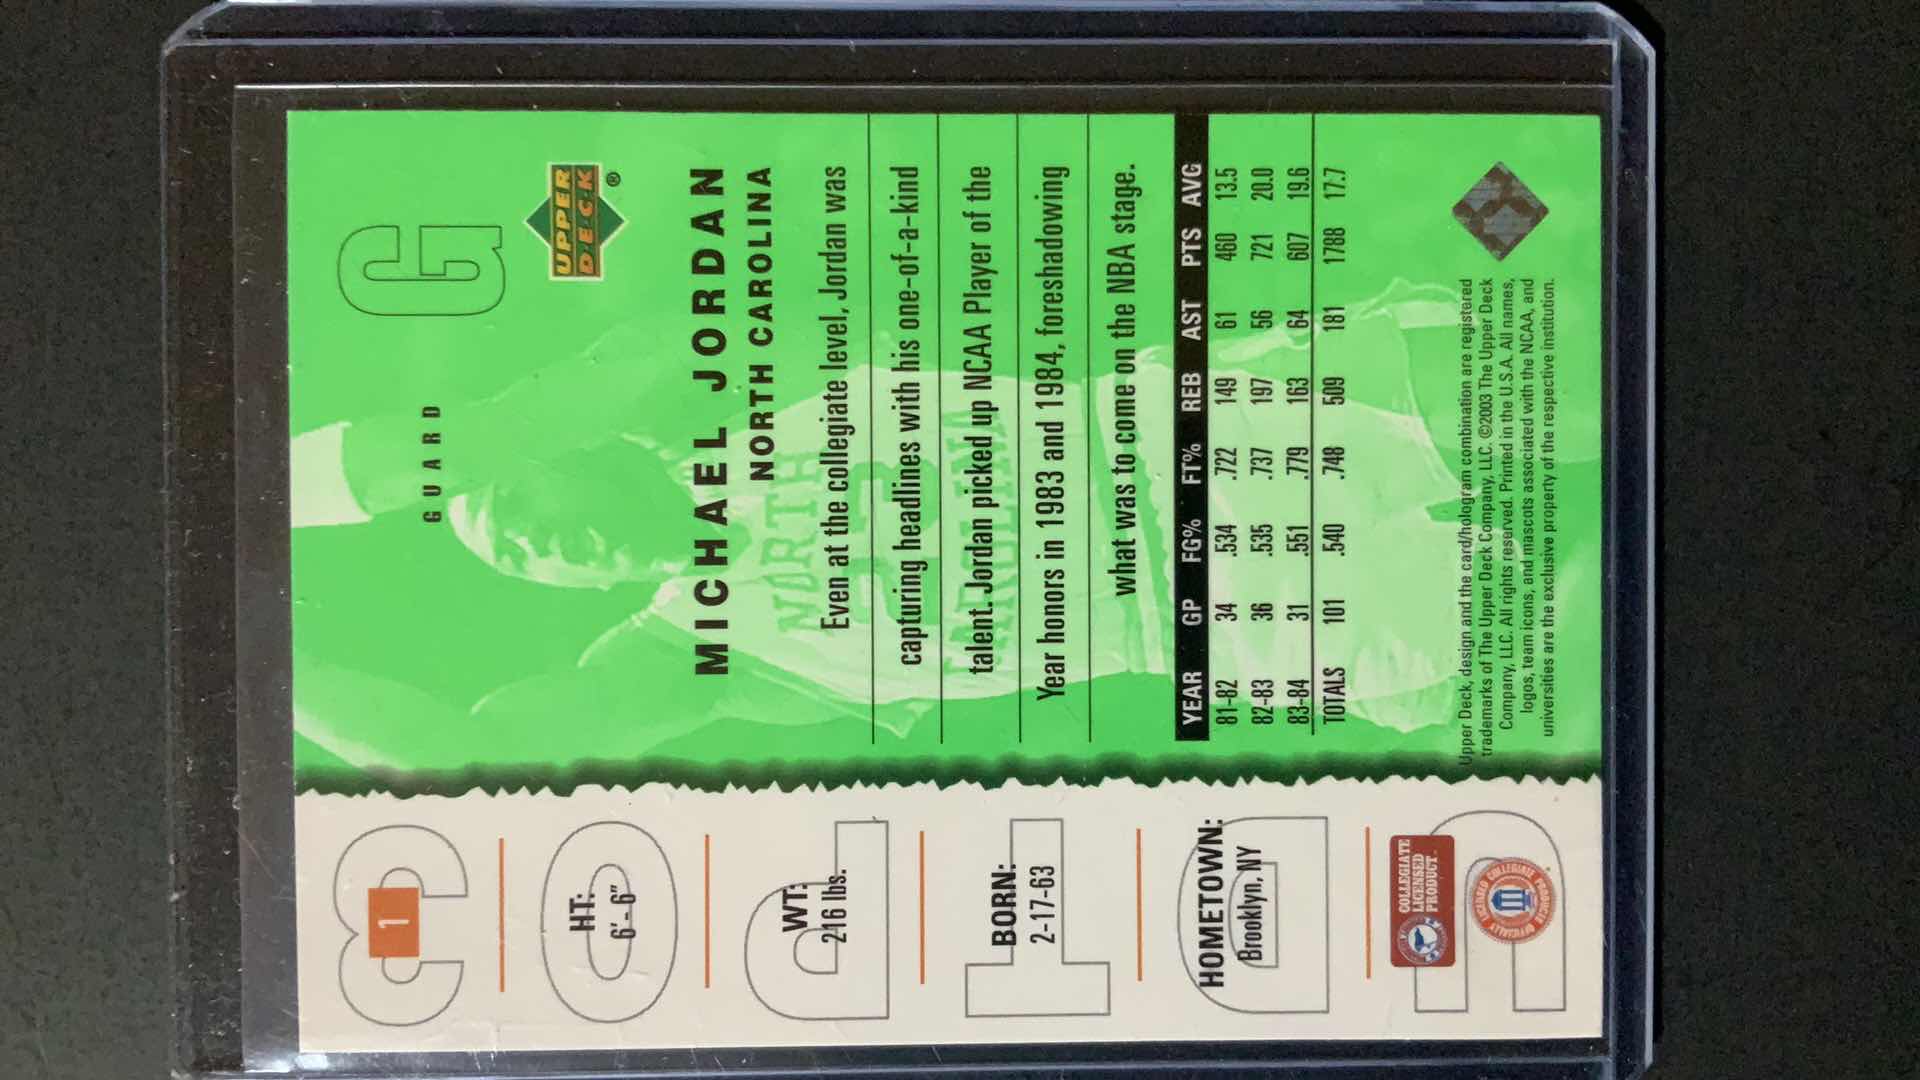 G
GUARD
UPPER
DECK
®
MICHAEL JORDAN
NORTH CAROLINA
Even at the collegiate level, Jordan was
capturing headlines with his one-of-a-kind
talent. Jordan picked up NCAA Player of the
Year honors in 1983 and 1984, foreshadowing
what was to come on the NBA stage.
YEAR GP FG% FT% REB AST PTS AVG
81-82 34 .534 .722 149 61 460 13.5
82-83 36 .535 .737 197 56 721 20.0
83-84 31 .551 .779 163 64 607 19.6
TOTALS 101 .540 .748 509 181 1788 17.7
Upper Deck, design and the card/hologram combination are registered
trademarks of The Upper Deck Company, LLC. ©2003 The Upper Deck
Company, LLC. All rights reserved. Printed in the U.S.A. All names,
logos, team icons, and mascots associated with the NCAA, and
universities are the exclusive property of the respective institution.
NORTH
CAROLINA
1
HT:
6'-6"
WT:
216 lbs.
BORN:
2-17-63
HOMETOWN:
Brooklyn, NY
COLLEGIATE
LICENSED
PRODUCT
OFFICIALLY LICENSED COLLEGIATE PRODUCTS